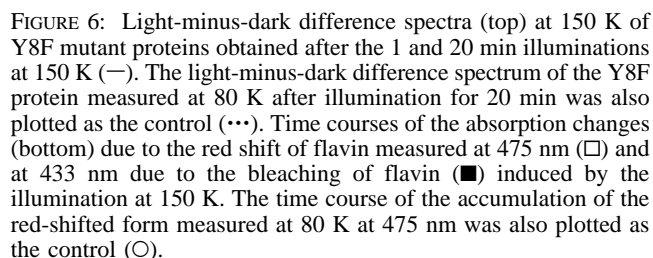 FIGURE 6: Light-minus-dark difference spectra (top) at 150 K of
Y8F mutant proteins obtained after the 1 and 20 min illuminations
at 150 K (—). The light-minus-dark difference spectrum of the Y8F
protein measured at 80 K after illumination for 20 min was also
plotted as the control (···). Time courses of the absorption changes
(bottom) due to the red shift of flavin measured at 475 nm (□) and
at 433 nm due to the bleaching of flavin (■) induced by the
illumination at 150 K. The time course of the accumulation of the
red-shifted form measured at 80 K at 475 nm was also plotted as
the control (○).